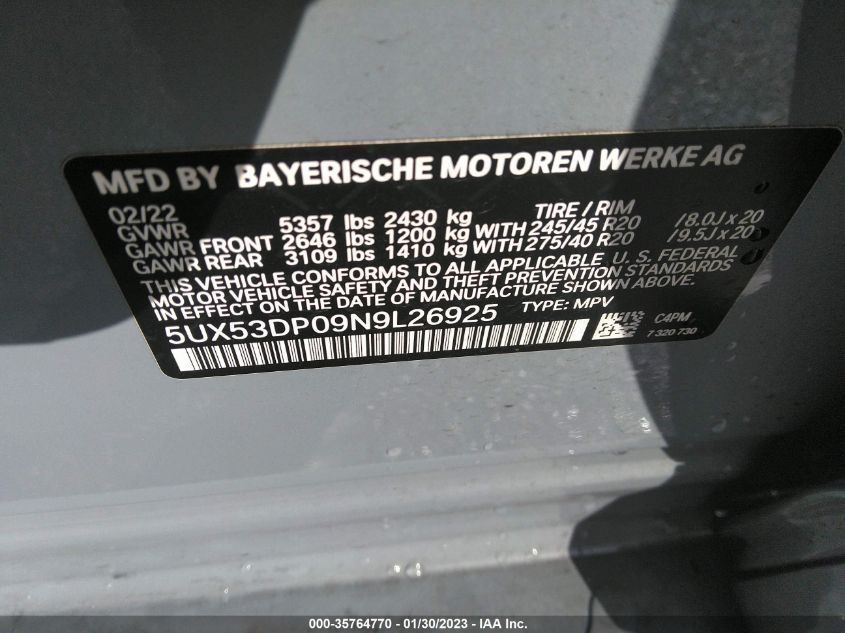 MFD BY BAYERISCHE MOTOREN WERKE AG
02/22 TIRE / RIM
GVWR 5357 lbs 2430 kg
GAWR FRONT 2646 lbs 1200 kg WITH 245/45 R20 / 8.0J x 20
GAWR REAR 3109 lbs 1410 kg WITH 275/40 R20 / 9.5J x 20
THIS VEHICLE CONFORMS TO ALL APPLICABLE U. S. FEDERAL
MOTOR VEHICLE SAFETY AND THEFT PREVENTION STANDARDS
IN EFFECT ON THE DATE OF MANUFACTURE SHOWN ABOVE.
5UX53DP09N9L26925 TYPE: MPV
C4PM
7 320 730
000-35764770 - 01/30/2023 - IAA Inc.